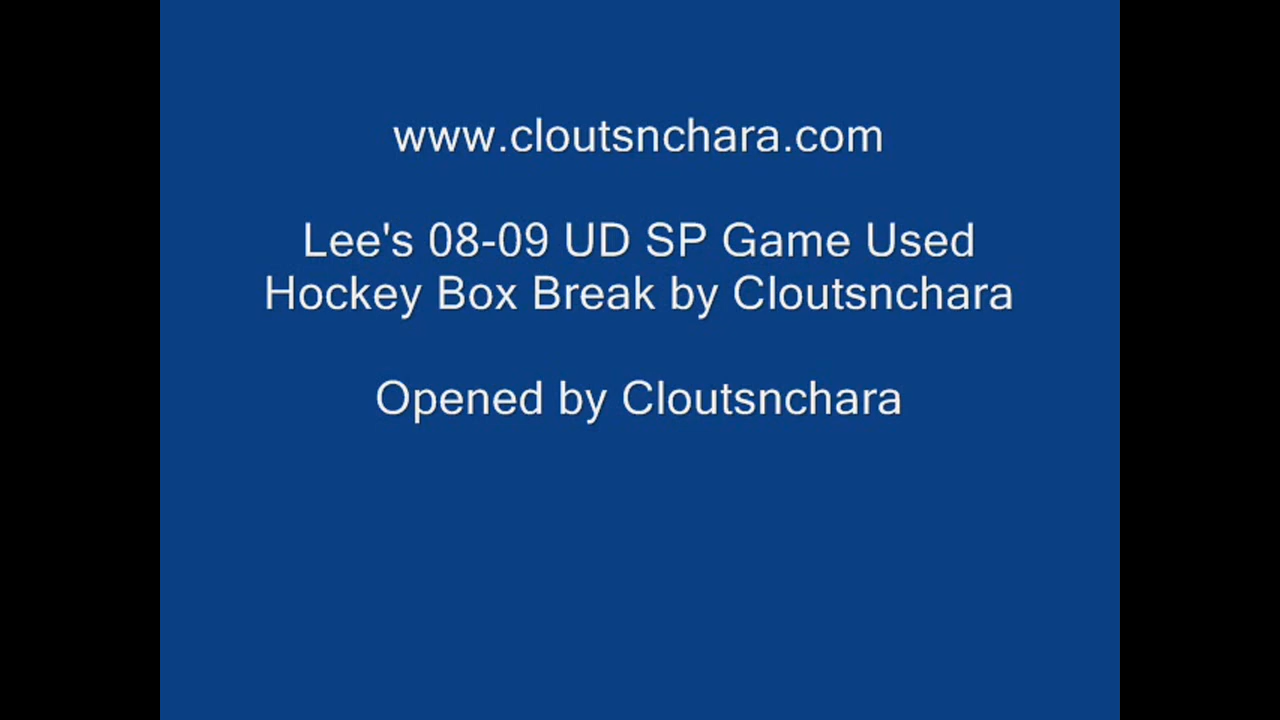 www.cloutsnchara.com
Lee's 08-09 UD SP Game Used
Hockey Box Break by Cloutsnchara
Opened by Cloutsnchara